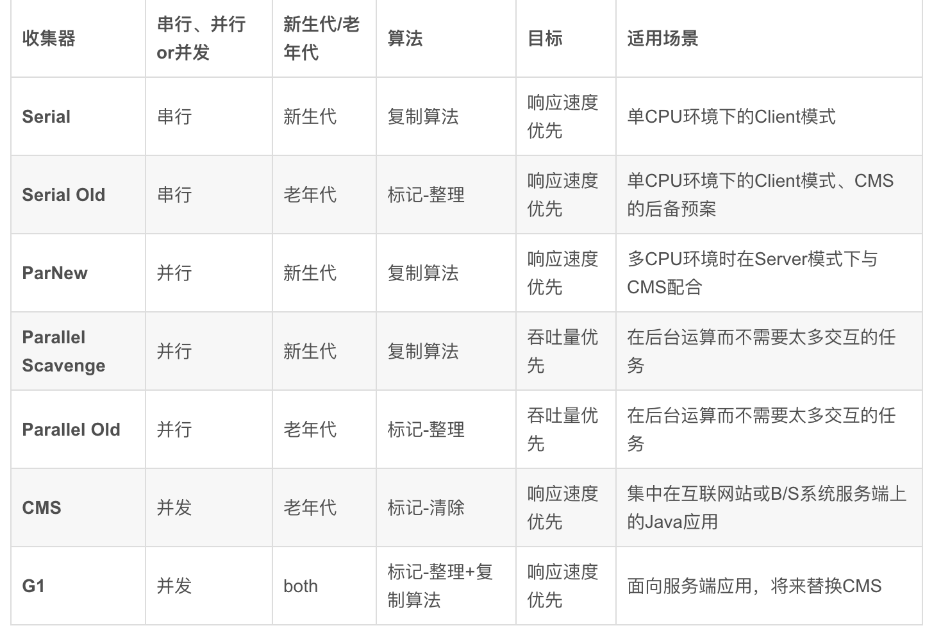 收集器
串行、并行
or并发
新生代/老
年代
算法
目标
适用场景
Serial
串行
新生代
复制算法
响应速度
优先
单CPU环境下的Client模式
Serial Old
串行
老年代
标记-整理
响应速度
优先
单CPU环境下的Client模式、CMS
的后备预案
ParNew
并行
新生代
复制算法
响应速度
优先
多CPU环境时在Server模式下与
CMS配合
Parallel
Scavenge
并行
新生代
复制算法
吞吐量优
先
在后台运算而不需要太多交互的任
务
Parallel Old
并行
老年代
标记-整理
吞吐量优
先
在后台运算而不需要太多交互的任
务
CMS
并发
老年代
标记-清除
响应速度
优先
集中在互联网站或B/S系统服务端上
的Java应用
G1
并发
both
标记-整理+复
制算法
响应速度
优先
面向服务端应用，将来替换CMS